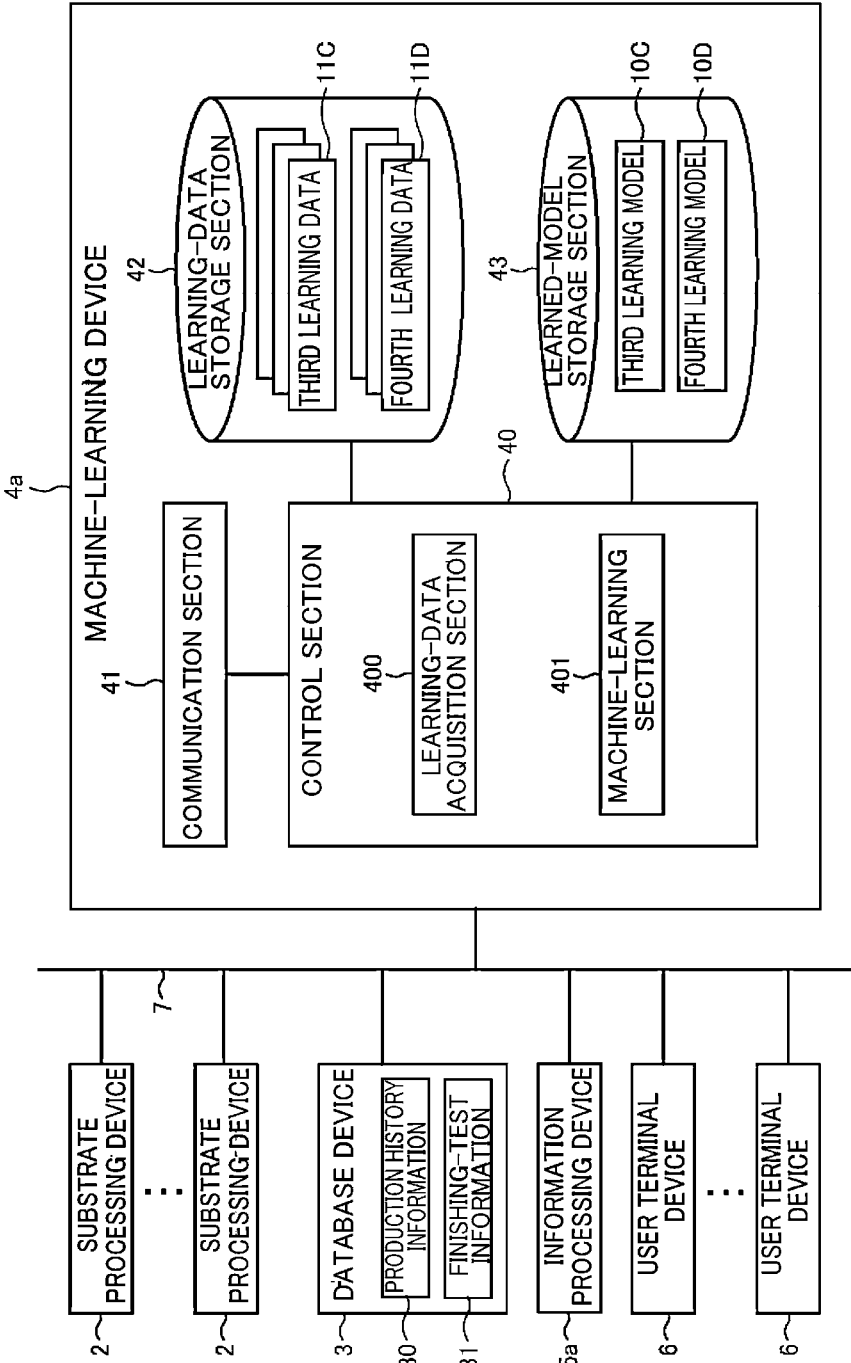 4a
MACHINE-LEARNING DEVICE
41
COMMUNICATION SECTION
42
LEARNING-DATA
STORAGE SECTION
THIRD LEARNING DATA
11C
FOURTH LEARNING DATA
11D
40
CONTROL SECTION
400
LEARNING-DATA
ACQUISITION SECTION
401
MACHINE-LEARNING
SECTION
43
LEARNED-MODEL
STORAGE SECTION
THIRD LEARNING MODEL
10C
FOURTH LEARNING MODEL
10D
7
SUBSTRATE
PROCESSING DEVICE
2
SUBSTRATE
PROCESSING DEVICE
2
DATABASE DEVICE
3
PRODUCTION HISTORY
INFORMATION
FINISHING-TEST
INFORMATION
INFORMATION
PROCESSING DEVICE
USER TERMINAL
DEVICE
6
USER TERMINAL
DEVICE
6